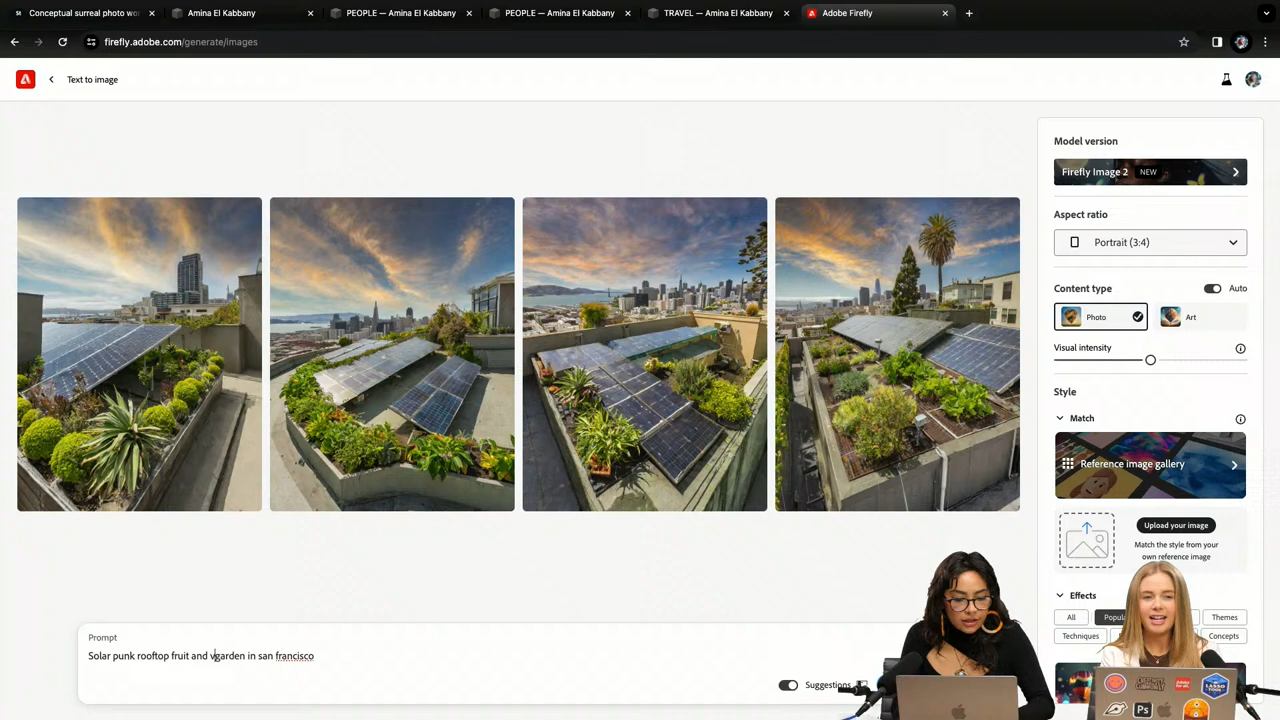 Conceptual surreal photo wo
Amina El Kabbany
PEOPLE — Amina El Kabbany
PEOPLE — Amina El Kabbany
TRAVEL — Amina El Kabbany
Adobe Firefly
firefly.adobe.com/generate/images
Text to image
Model version
Firefly Image 2 NEW
Aspect ratio
Portrait (3:4)
Content type
Auto
Photo
Art
Visual intensity
Style
Match
Reference image gallery
Upload your image
Match the style from your
own reference image
Effects
All
Popul
Themes
Techniques
Concepts
Prompt
Solar punk rooftop fruit and vgarden in san francisco
Suggestions
Ps
LASSO
TOOL